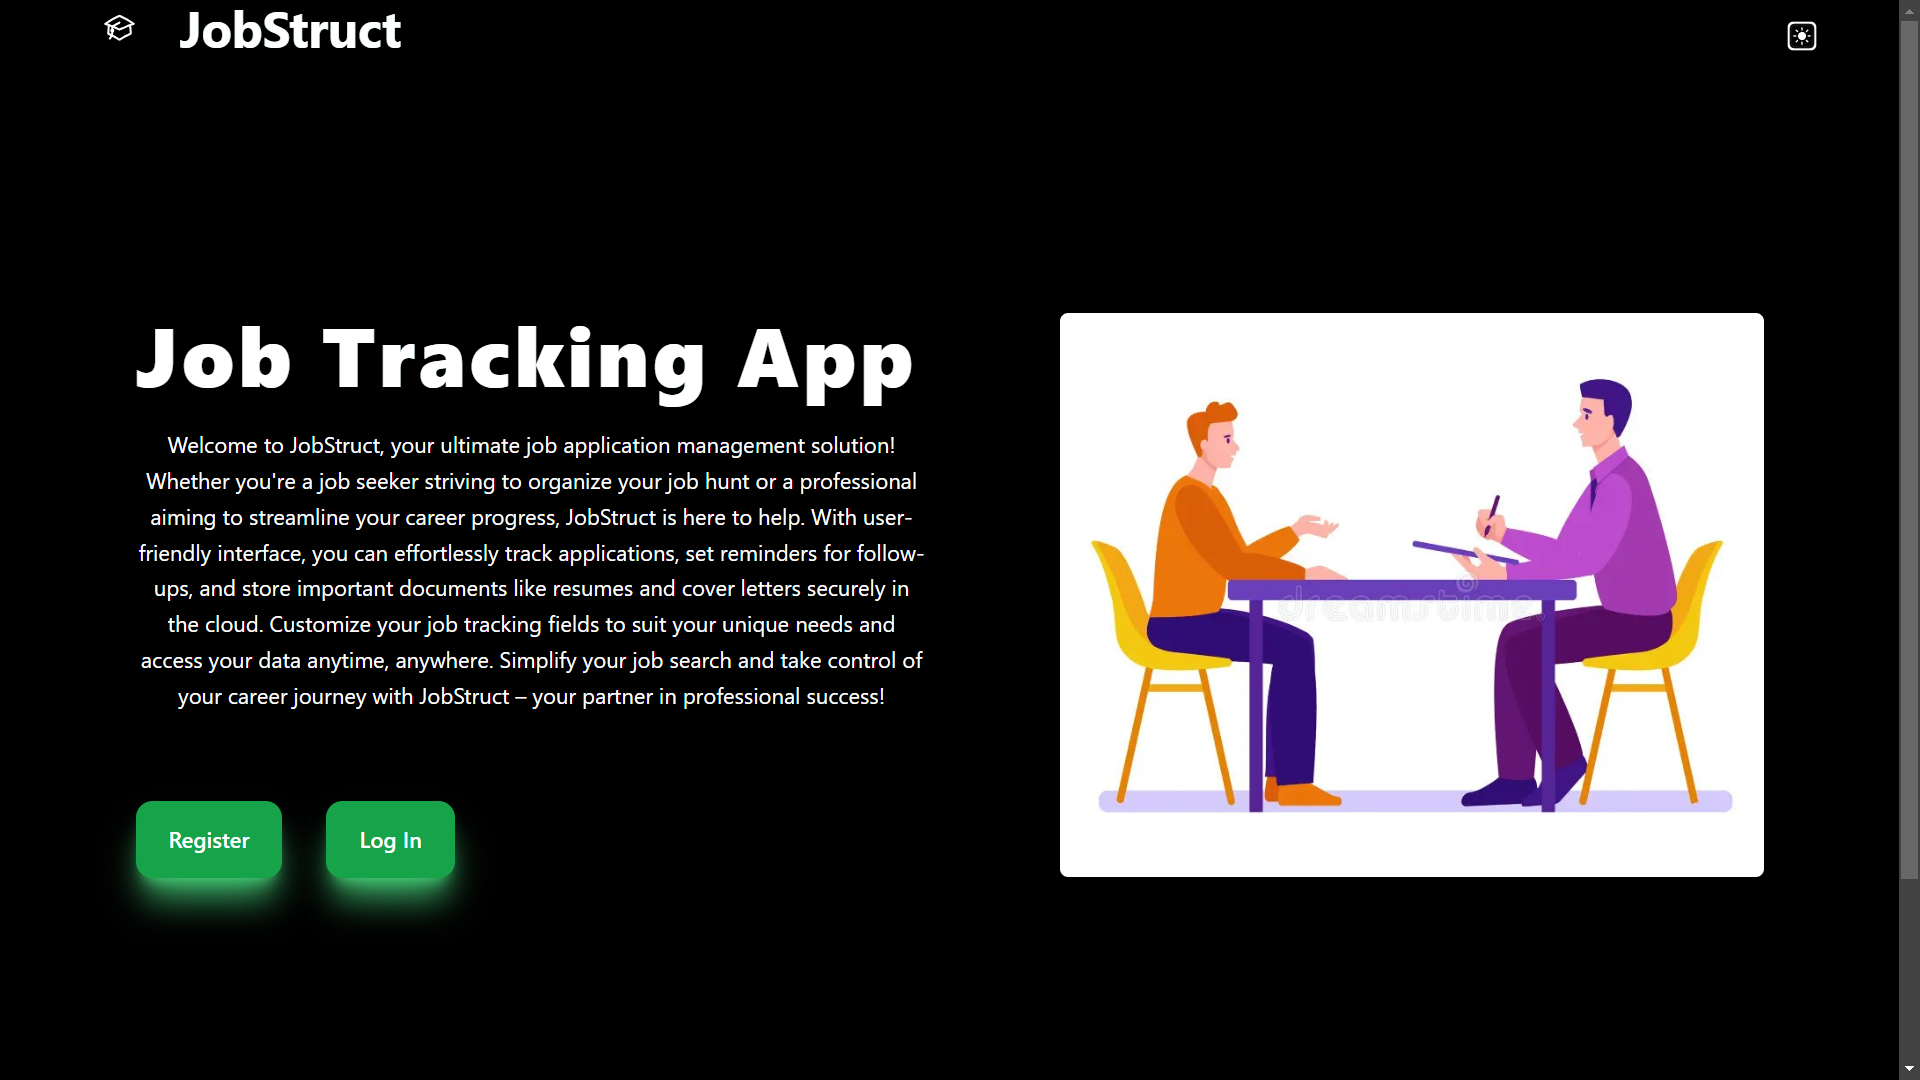 JobStruct
Job Tracking App
Welcome to JobStruct, your ultimate job application management solution!
Whether you're a job seeker striving to organize your job hunt or a professional
aiming to streamline your career progress, JobStruct is here to help. With user-
friendly interface, you can effortlessly track applications, set reminders for follow-
ups, and store important documents like resumes and cover letters securely in
the cloud. Customize your job tracking fields to suit your unique needs and
access your data anytime, anywhere. Simplify your job search and take control of
your career journey with JobStruct – your partner in professional success!
dreamstime.
Register
Log In